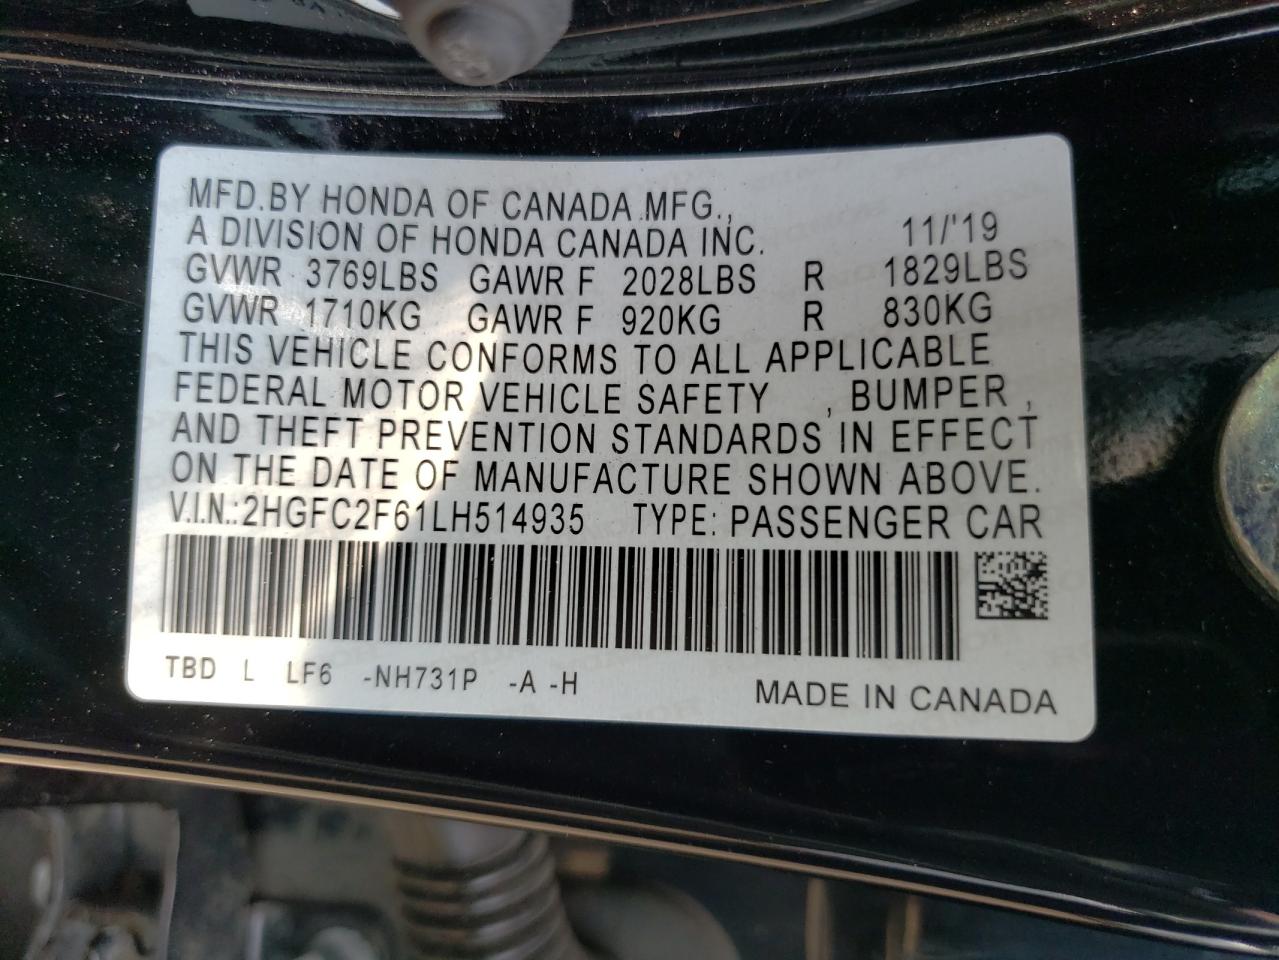 MFD.BY HONDA OF CANADA MFG.,
A DIVISION OF HONDA CANADA INC. 11/'19
GVWR 3769LBS GAWR F 2028LBS R 1829LBS
GVWR 1710KG GAWR F 920KG R 830KG
THIS VEHICLE CONFORMS TO ALL APPLICABLE
FEDERAL MOTOR VEHICLE SAFETY , BUMPER ,
AND THEFT PREVENTION STANDARDS IN EFFECT
ON THE DATE OF MANUFACTURE SHOWN ABOVE.
V.I.N.:2HGFC2F61LH514935 TYPE: PASSENGER CAR
TBD L LF6 -NH731P -A -H
MADE IN CANADA